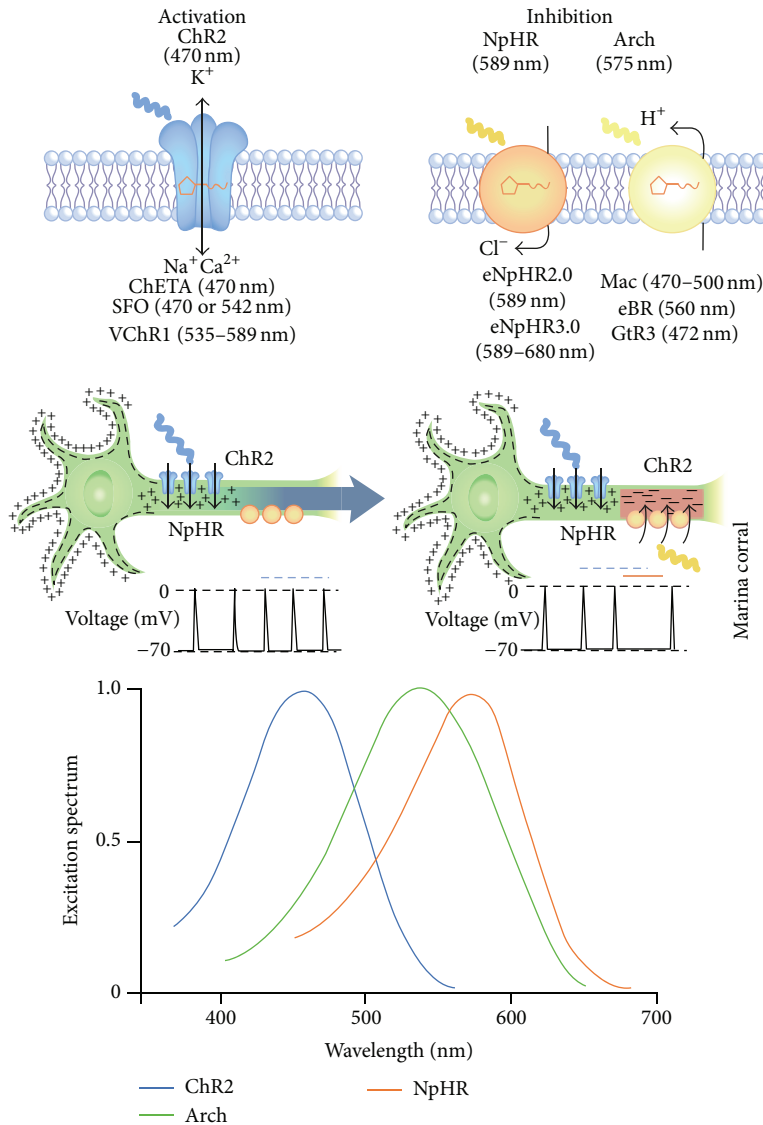 Activation
ChR2
(470 nm)
K⁺
Na⁺ Ca²⁺
ChETA (470 nm)
SFO (470 or 542 nm)
VChR1 (535–589 nm)
Inhibition
NpHR
(589 nm)
Arch
(575 nm)
H⁺
Cl⁻
eNpHR2.0
(589 nm)
eNpHR3.0
(589–680 nm)
Mac (470–500 nm)
eBR (560 nm)
GtR3 (472 nm)
+ + + + + + + + + +
ChR2
NpHR
0
Voltage (mV)
−70
ChR2
NpHR
0
Voltage (mV)
−70
Marina corral
1.0
0.5
0
Excitation spectrum
400
500
600
700
Wavelength (nm)
ChR2
NpHR
Arch